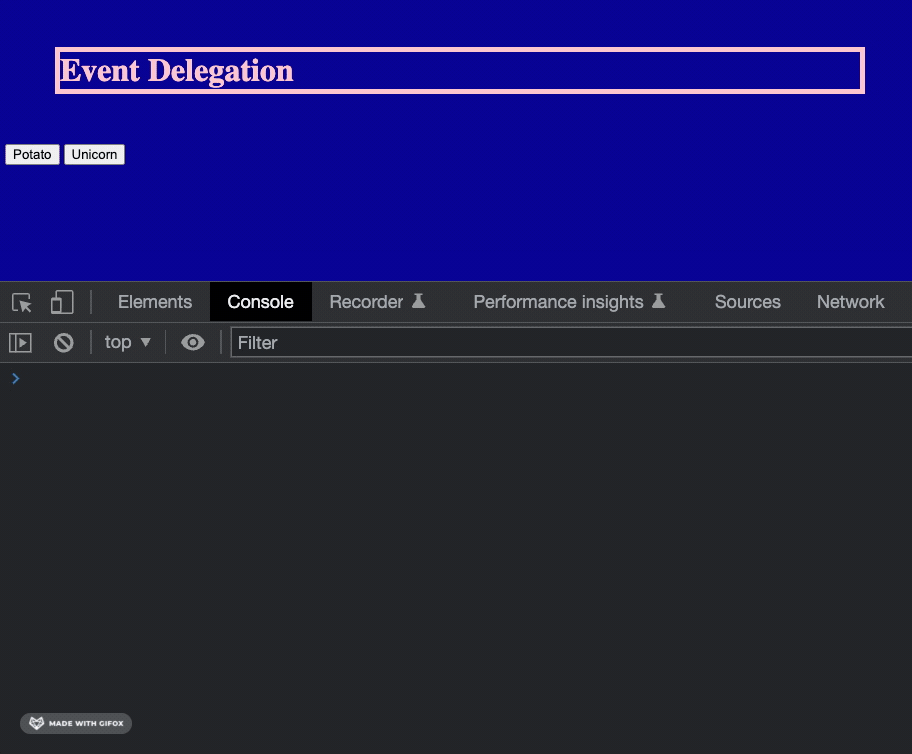 Event Delegation
Potato Unicorn
Elements Console Recorder Performance insights Sources Network
top Filter
MADE WITH GIFOX